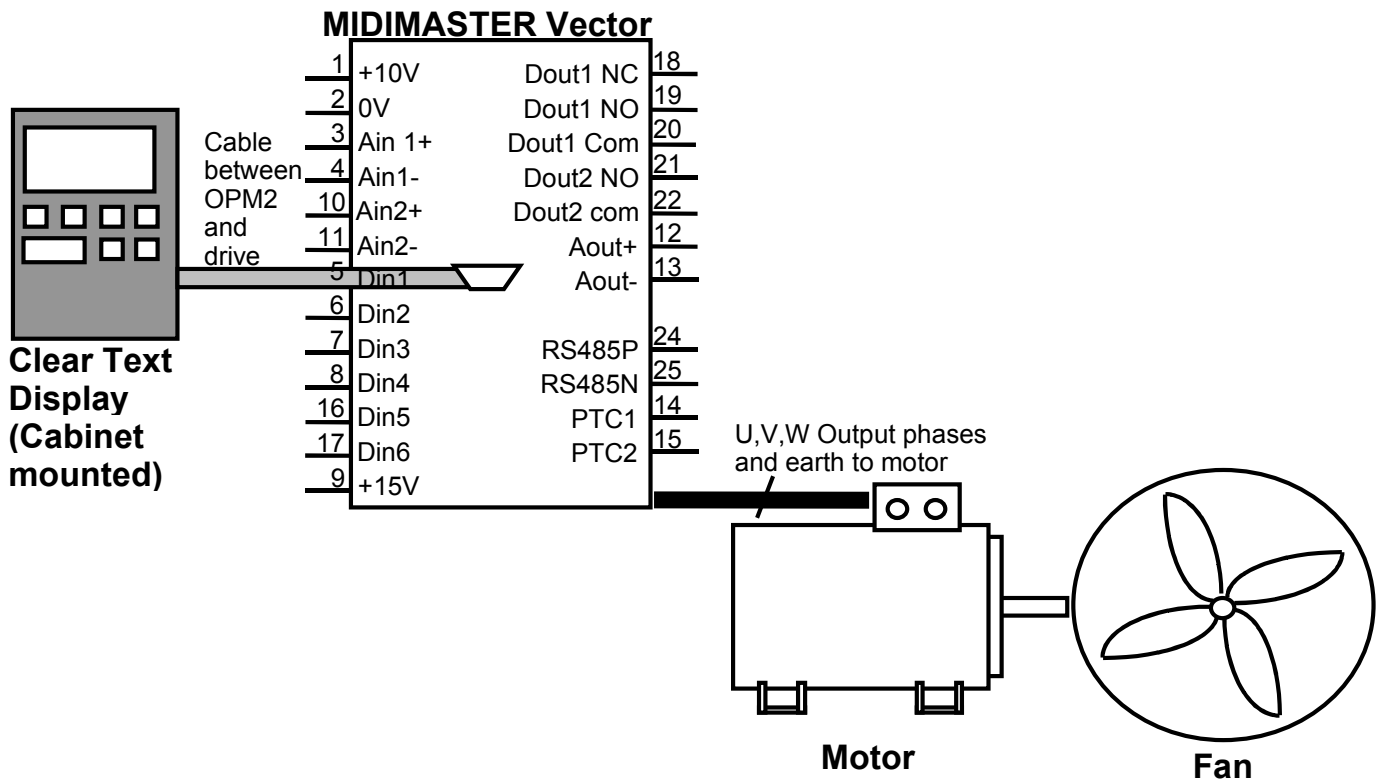 MIDIMASTER Vector
1 +10V
2 0V
3 Ain 1+
4 Ain1-
10 Ain2+
11 Ain2-
5 Din1
6 Din2
7 Din3
8 Din4
16 Din5
17 Din6
9 +15V
Dout1 NC 18
Dout1 NO 19
Dout1 Com 20
Dout2 NO 21
Dout2 com 22
Aout+ 12
Aout- 13
RS485P 24
RS485N 25
PTC1 14
PTC2 15
Cable
between
OPM2
and
drive
Clear Text
Display
(Cabinet
mounted)
U,V,W Output phases
and earth to motor
Motor
Fan